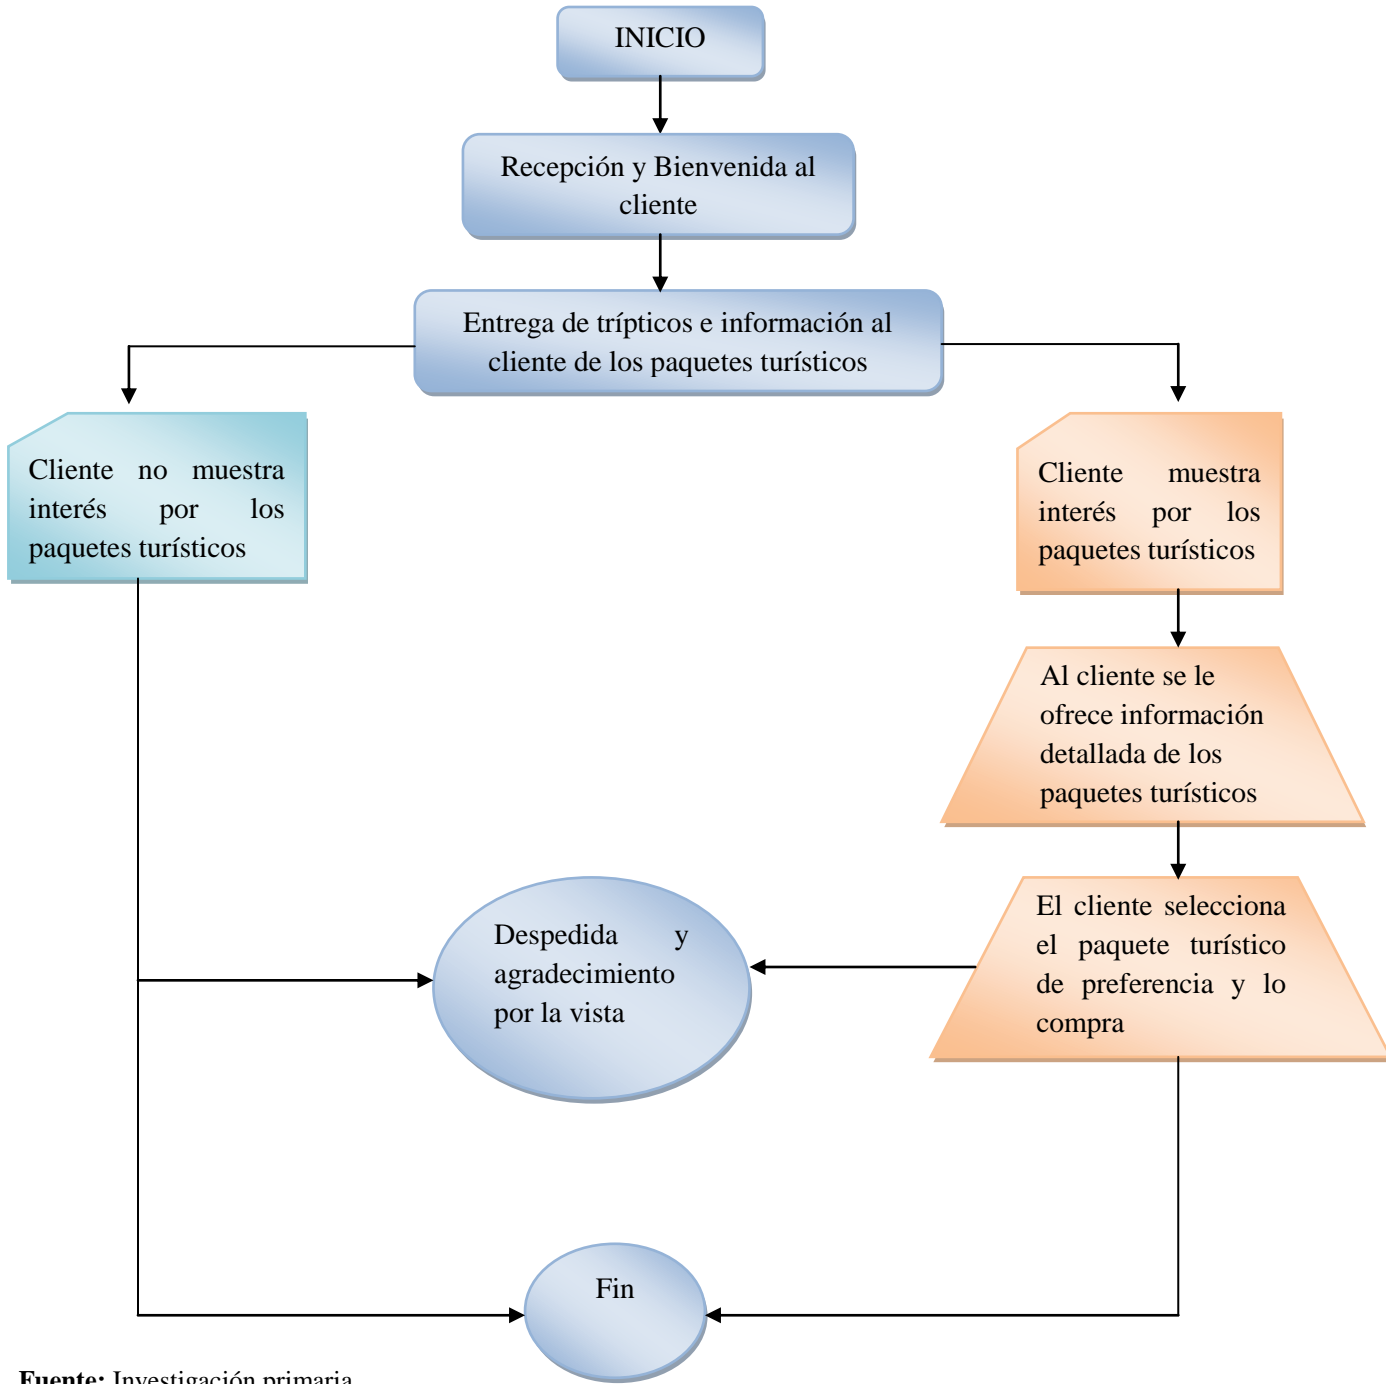 INICIO
Recepción y Bienvenida al
cliente
Entrega de trípticos e información al
cliente de los paquetes turísticos
Cliente no muestra
interés por los
paquetes turísticos
Cliente muestra
interés por los
paquetes turísticos
Al cliente se le
ofrece información
detallada de los
paquetes turísticos
El cliente selecciona
el paquete turístico
de preferencia y lo
compra
Despedida y
agradecimiento
por la vista
Fin
Fuente: Investigación primaria